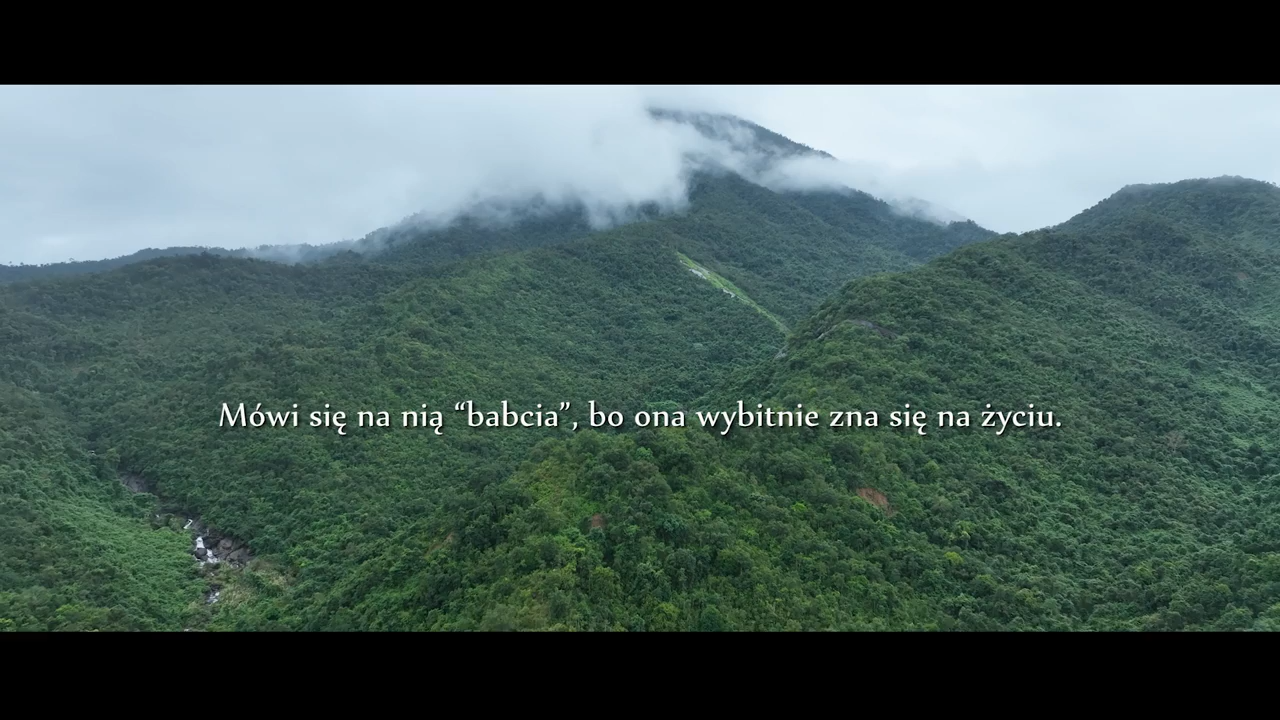 Mówi się na nią “babcia”, bo ona wybitnie zna się na życiu.